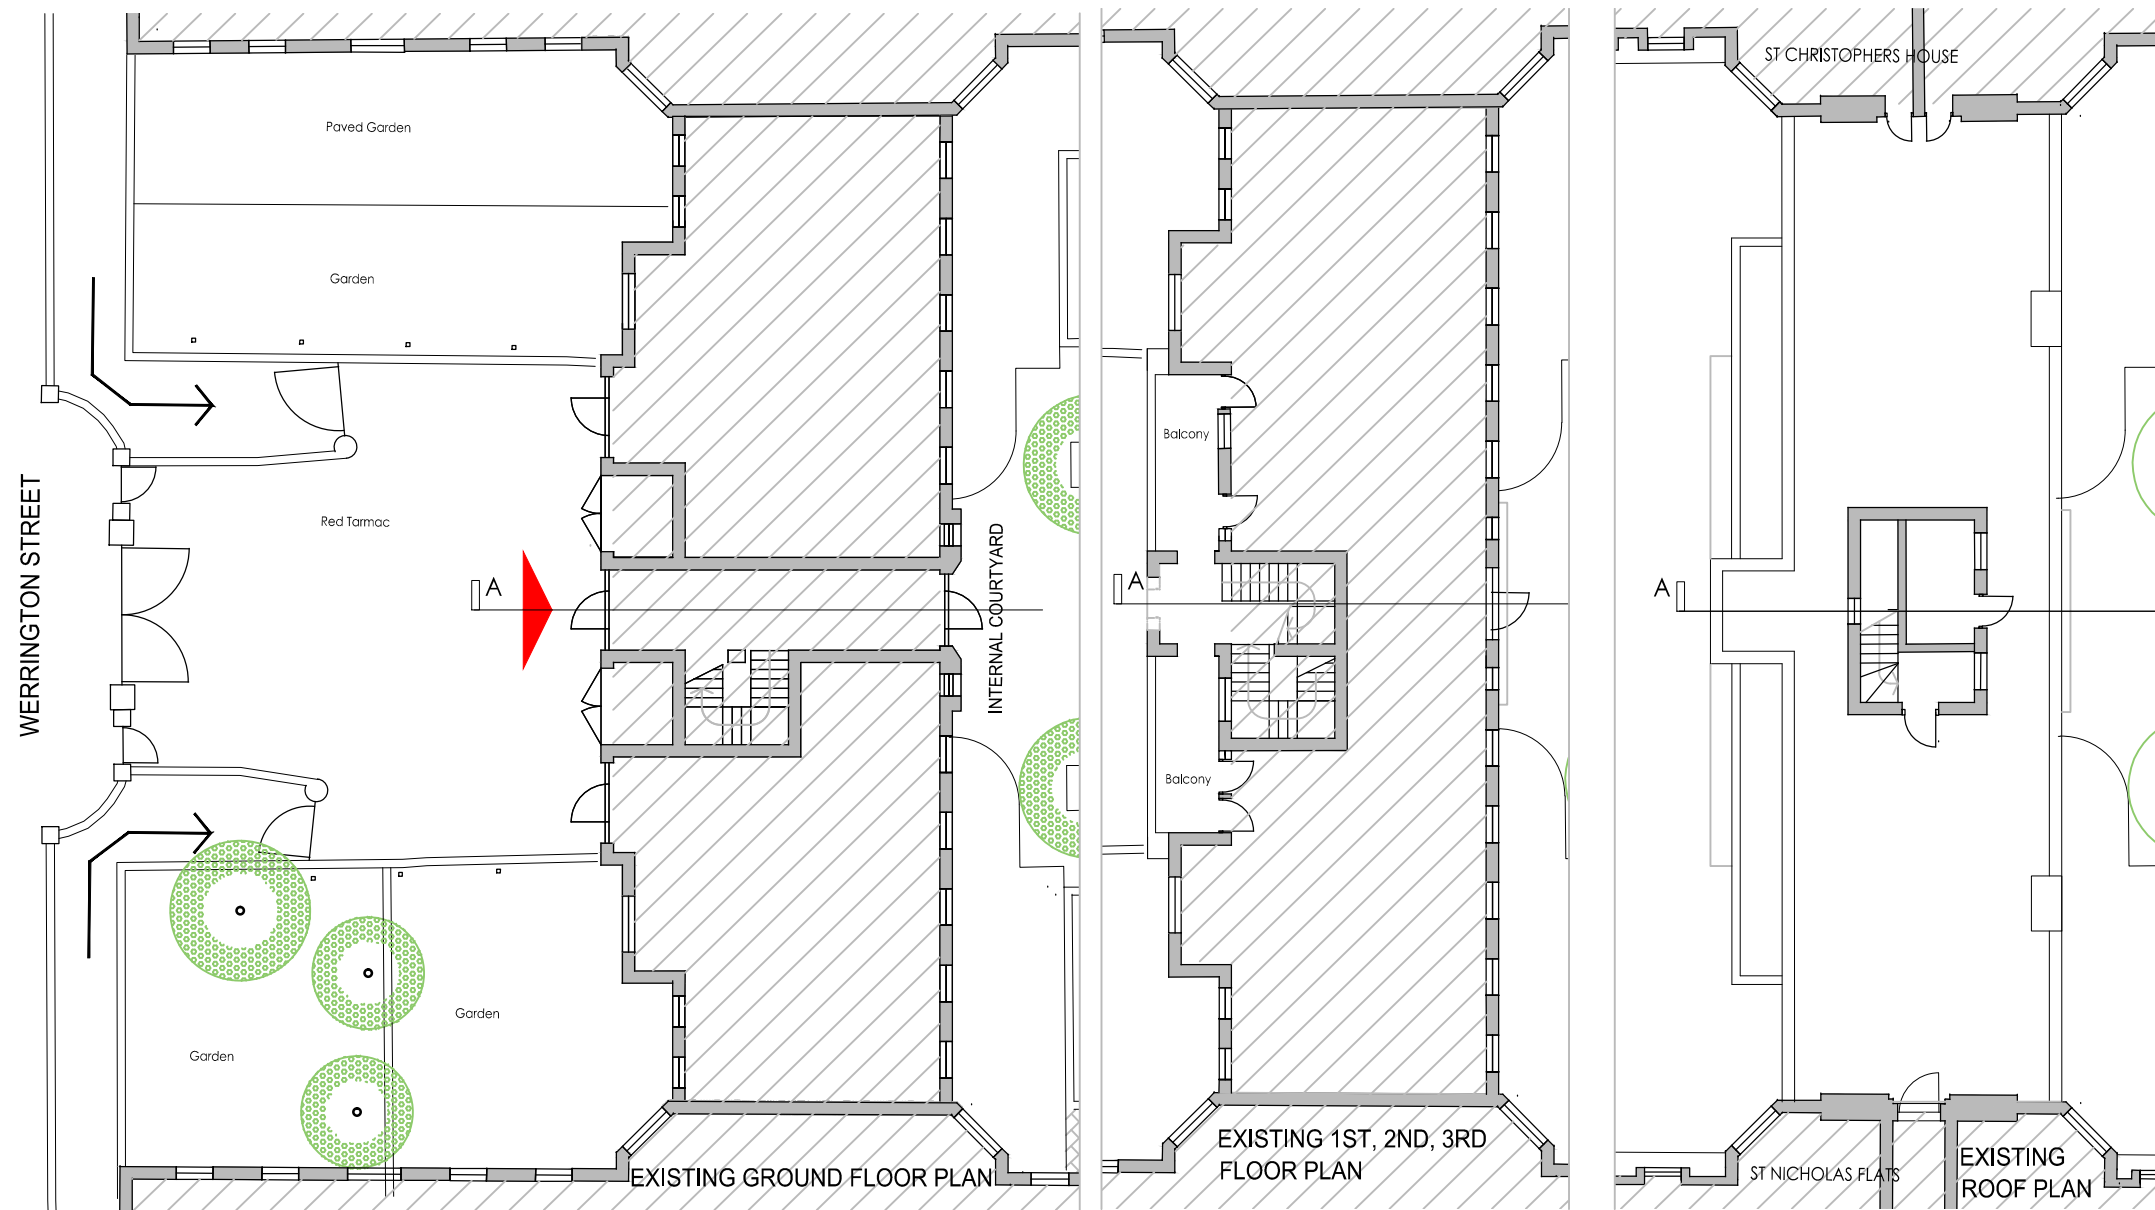 WERRINGTON STREET
Paved Garden
Garden
Red Tarmac
A
INTERNAL COURTYARD
Garden
Garden
EXISTING GROUND FLOOR PLAN
Balcony
A
Balcony
EXISTING 1ST, 2ND, 3RD
FLOOR PLAN
ST CHRISTOPHERS HOUSE
A
ST NICHOLAS FLATS
EXISTING
ROOF PLAN